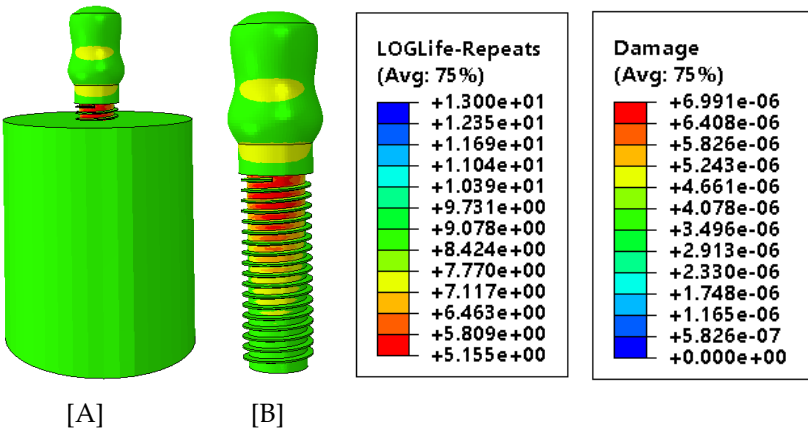 LOGLife-Repeats
(Avg: 75%)
+1.300e+01
+1.235e+01
+1.169e+01
+1.104e+01
+1.039e+01
+9.731e+00
+9.078e+00
+8.424e+00
+7.770e+00
+7.117e+00
+6.463e+00
+5.809e+00
+5.155e+00
Damage
(Avg: 75%)
+6.991e-06
+6.408e-06
+5.826e-06
+5.243e-06
+4.661e-06
+4.078e-06
+3.496e-06
+2.913e-06
+2.330e-06
+1.748e-06
+1.165e-06
+5.826e-07
+0.000e+00
[A]
[B]